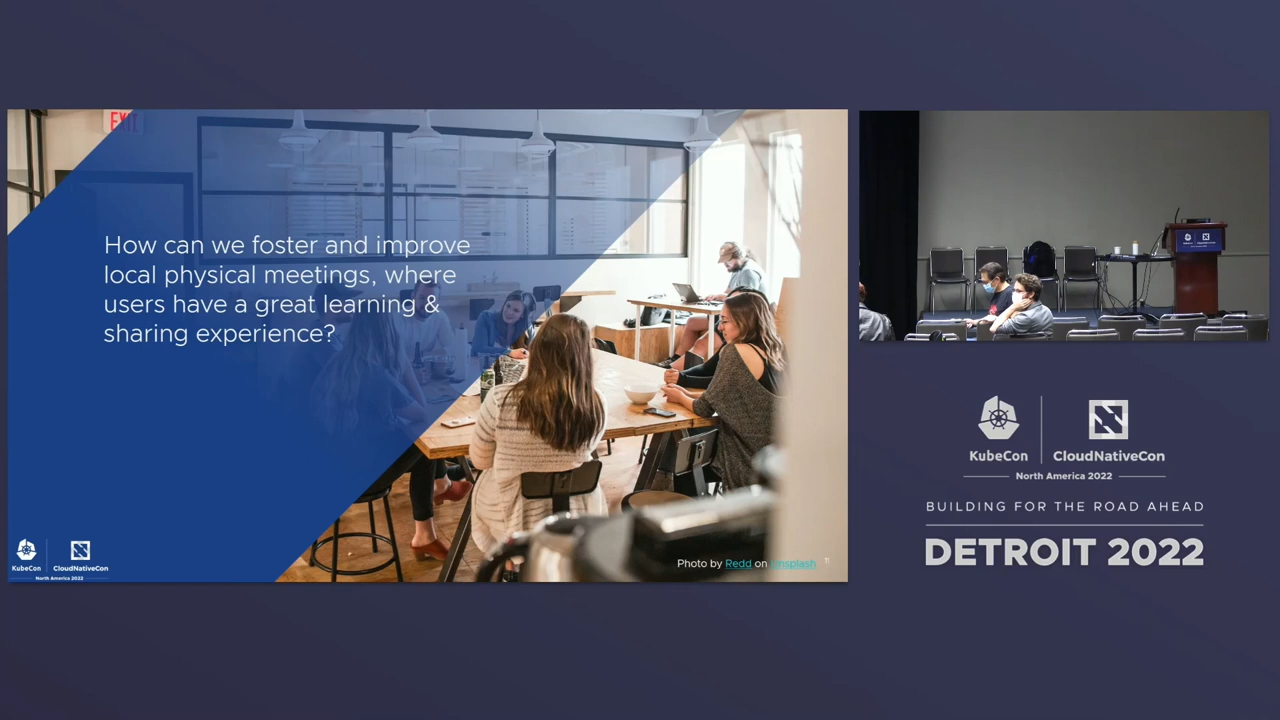 EXIT
How can we foster and improve
local physical meetings, where
users have a great learning &
sharing experience?
KubeCon
CloudNativeCon
North America 2022
Photo by Redd on Unsplash
11
KubeCon
CloudNativeCon
North America 2022
BUILDING FOR THE ROAD AHEAD
DETROIT 2022